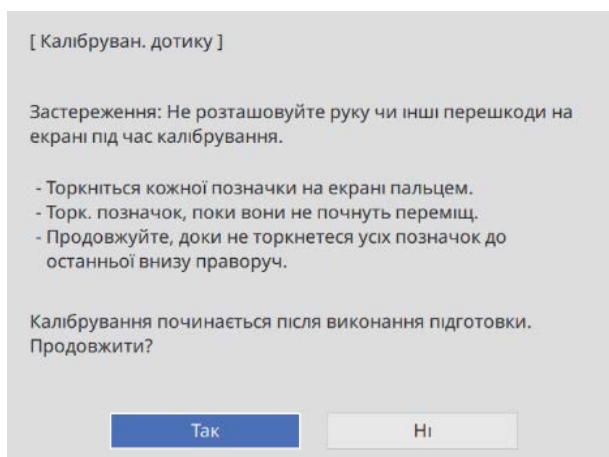 [ Калібруван. дотику ]
Застереження: Не розташовуйте руку чи інші перешкоди на
екрані під час калібрування.
- Торкніться кожної позначки на екрані пальцем.
- Торк. позначок, поки вони не почнуть переміщ.
- Продовжуйте, доки не торкнетеся усіх позначок до
останньої внизу праворуч.
Калібрування починається після виконання підготовки.
Продовжити?
Так
Ні